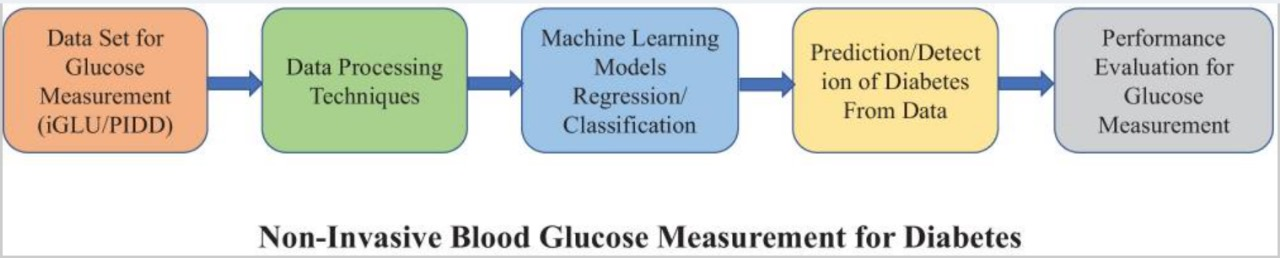 Data Set for
Glucose
Measurement
(iGLU/PIDD)
Data Processing
Techniques
Machine Learning
Models
Regression/
Classification
Prediction/Detect
ion of Diabetes
From Data
Performance
Evaluation for
Glucose
Measurement
Non-Invasive Blood Glucose Measurement for Diabetes